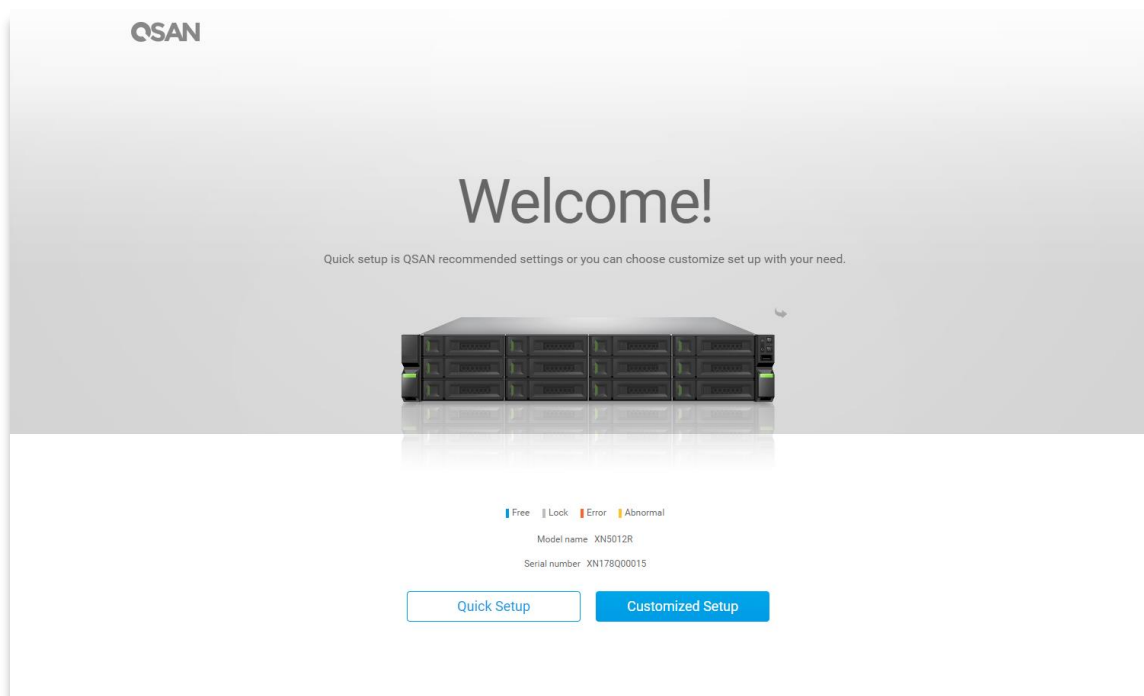 QSAN
Welcome!
Quick setup is QSAN recommended settings or you can choose customize set up with your need.
Free Lock Error Abnormal
Model name XN5012R
Serial number XN178Q00015
Quick Setup Customized Setup